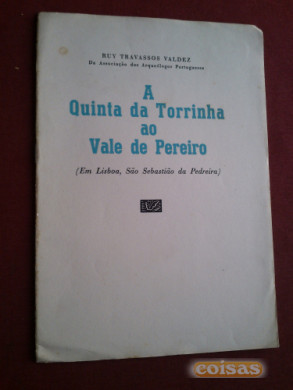 RUY TRAVASSOS VALDEZ
Da Associação dos Arqueólogos Portugueses
A
Quinta da Torrinha
ao
Vale de Pereiro
(Em Lisboa, São Sebastião da Pedreira)
coisas